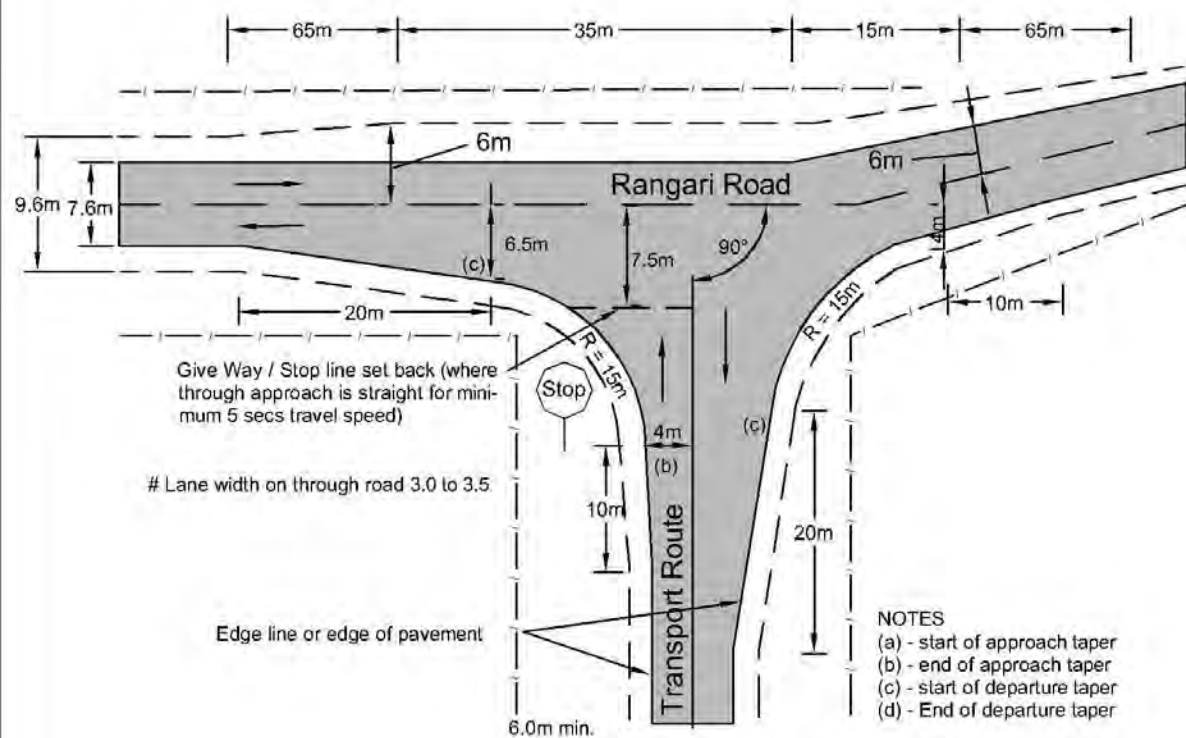 65m
35m
15m
65m
6m
6m
Rangari Road
9.6m
7.6m
6.5m
7.5m
90°
4m
(c)
20m
10m
R = 15m
R = 15m
Give Way / Stop line set back (where
through approach is straight for mini-
mum 5 secs travel speed)
Stop
4m
(c)
(b)
# Lane width on through road 3.0 to 3.5
10m
20m
Transport Route
Edge line or edge of pavement
NOTES
(a) - start of approach taper
(b) - end of approach taper
(c) - start of departure taper
(d) - End of departure taper
6.0m min.